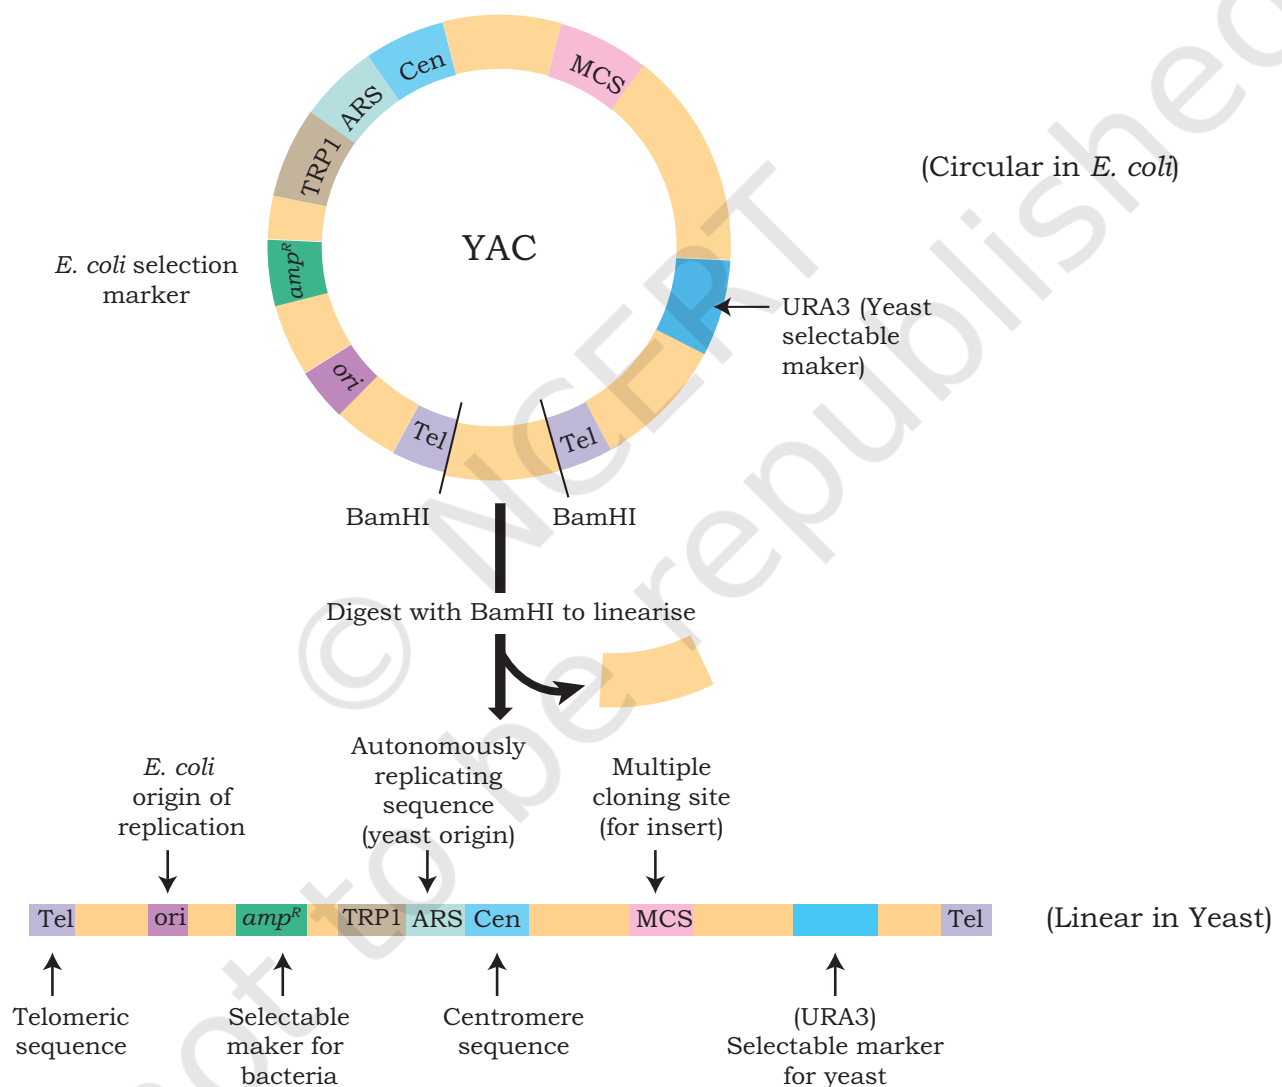 Cen
MCS
ARS
TRP1
(Circular in E. coli)
YAC
E. coli selection
marker
ampR
URA3 (Yeast
selectable
maker)
ori
Tel
Tel
BamHI
BamHI
Digest with BamHI to linearise
E. coli
origin of
replication
Autonomously
replicating
sequence
(yeast origin)
Multiple
cloning site
(for insert)
Tel
ori
ampR
TRP1
ARS
Cen
MCS
Tel
(Linear in Yeast)
Telomeric
sequence
Selectable
maker for
bacteria
Centromere
sequence
(URA3)
Selectable marker
for yeast
© NCERT
not to be republished